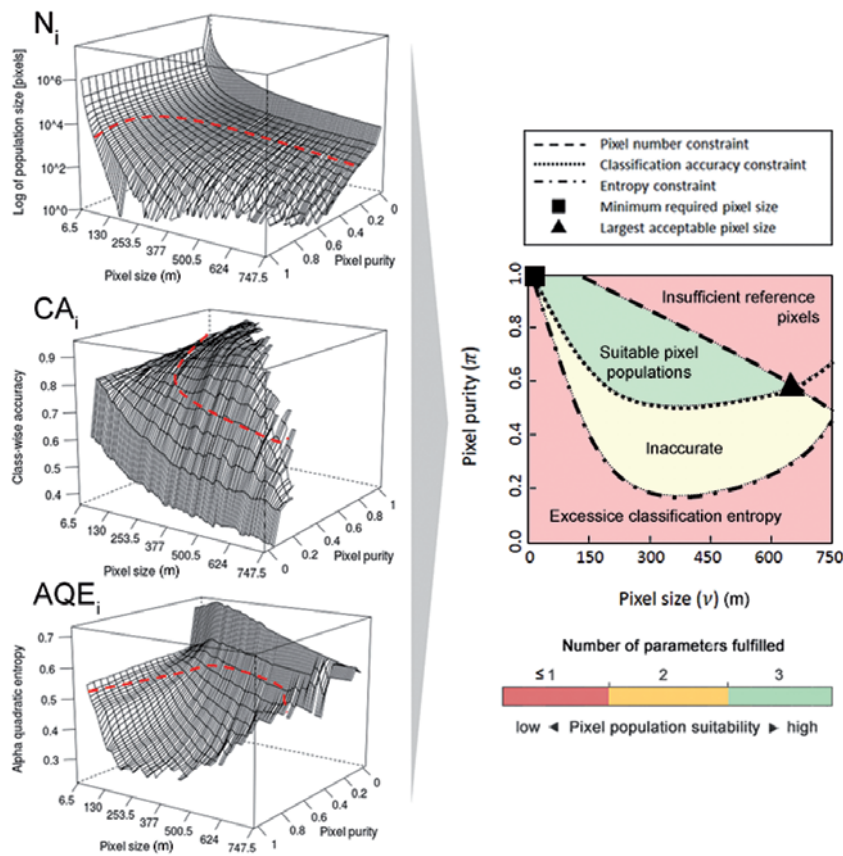 N_i
Log of population size [pixels]
10^6
10^4
10^2
10^0
6.5
130
253.5
377
500.5
624
747.5
Pixel size (m)
1
0.8
0.6
0.4
0.2
0
Pixel purity
CA_i
Class-wise accuracy
0.9
0.8
0.7
0.6
0.5
0.4
6.5
130
253.5
377
500.5
624
747.5
Pixel size (m)
0
0.2
0.4
0.6
0.8
1
Pixel purity
AQE_i
Alpha quadratic entropy
0.7
0.6
0.5
0.4
0.3
6.5
130
253.5
377
500.5
624
747.5
Pixel size (m)
1
0.8
0.6
0.4
0.2
0
Pixel purity
Pixel number constraint
Classification accuracy constraint
Entropy constraint
Minimum required pixel size
Largest acceptable pixel size
Pixel purity (π)
1.0
0.8
0.6
0.4
0.2
0.0
Insufficient reference
pixels
Suitable pixel
populations
Inaccurate
Excessice classification entropy
0
150
300
450
600
750
Pixel size (ν) (m)
Number of parameters fulfilled
≤1
2
3
low ◄ Pixel population suitability ► high